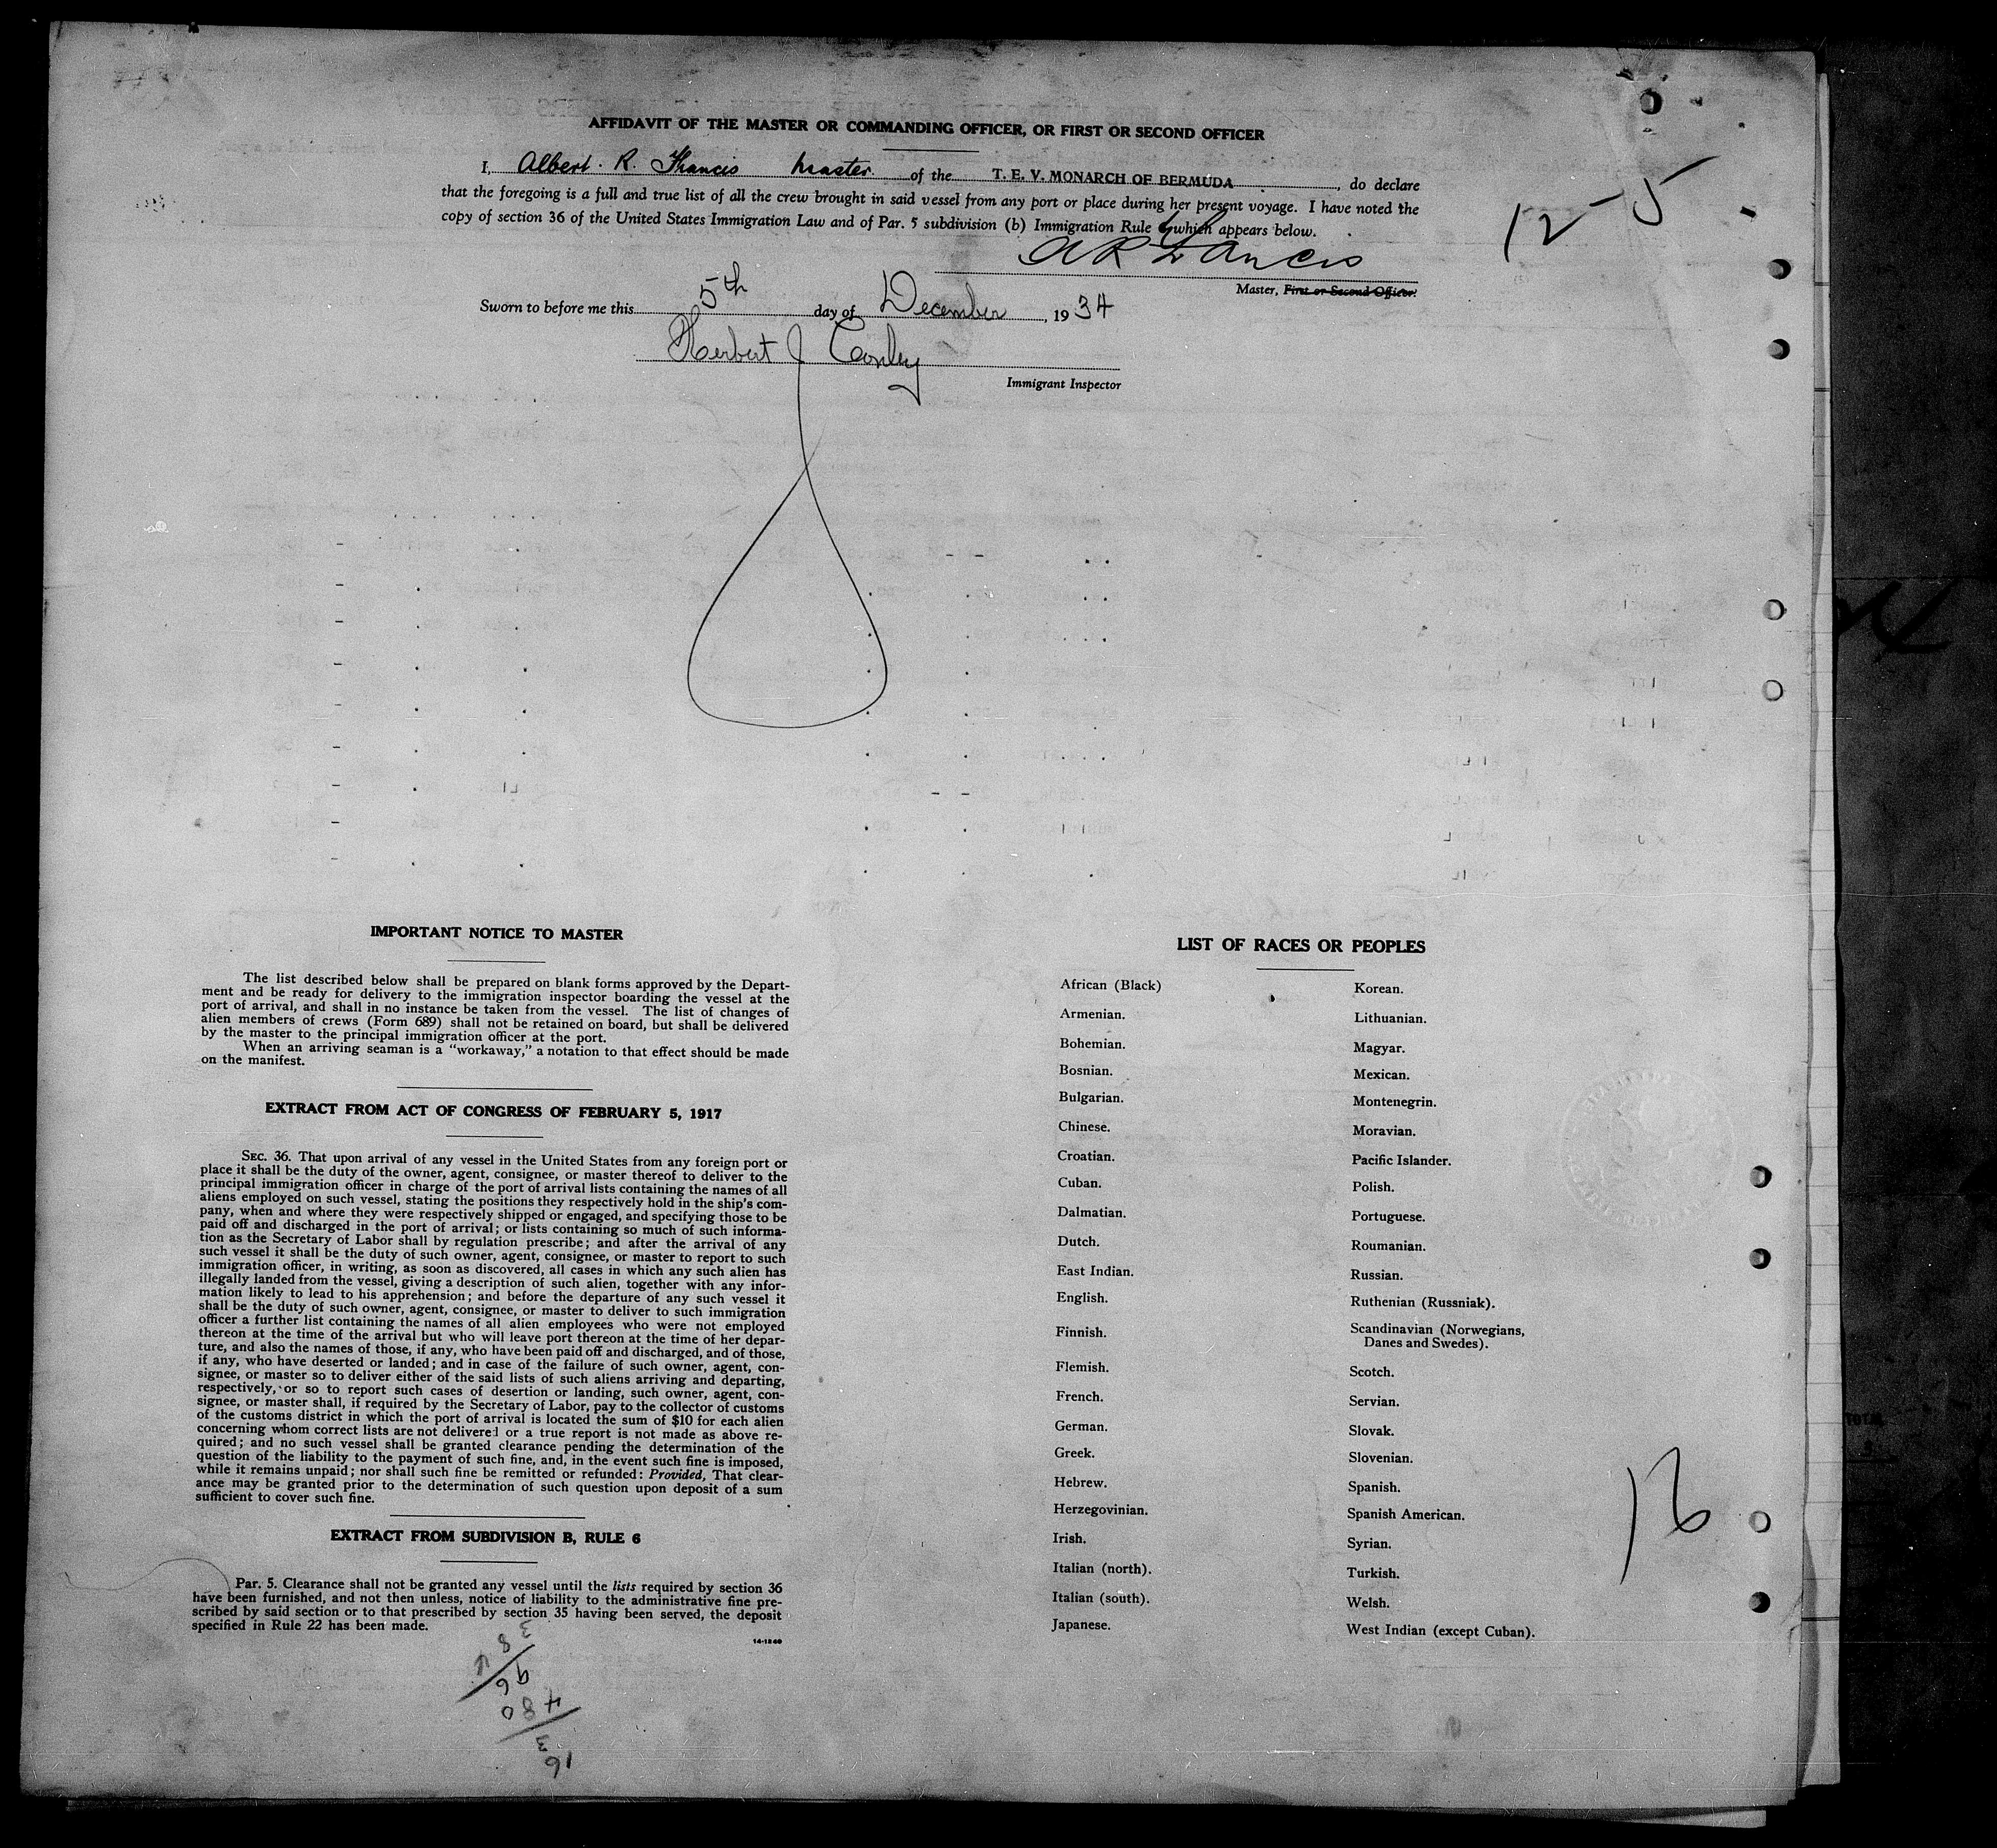 AFFIDAVIT OF THE MASTER OR COMMANDING OFFICER, OR FIRST OR SECOND OFFICER
I, Albert. R. Francis Master. of the T. E. V. MONARCH OF BERMUDA, do declare
that the foregoing is a full and true list of all the crew brought in said vessel from any port or place during her present voyage. I have noted the
copy of section 36 of the United States Immigration Law and of Par. 5 subdivision (b) Immigration Rule 6, which appears below.
12-5
A R Francis
Master, First or Second Officer.
Sworn to before me this 5th day of December, 1934
Herbert J Conley
Immigrant Inspector
IMPORTANT NOTICE TO MASTER
The list described below shall be prepared on blank forms approved by the Depart-
ment and be ready for delivery to the immigration inspector boarding the vessel at the
port of arrival, and shall in no instance be taken from the vessel. The list of changes of
alien members of crews (Form 689) shall not be retained on board, but shall be delivered
by the master to the principal immigration officer at the port.
When an arriving seaman is a "workaway," a notation to that effect should be made
on the manifest.
EXTRACT FROM ACT OF CONGRESS OF FEBRUARY 5, 1917
SEC. 36. That upon arrival of any vessel in the United States from any foreign port or
place it shall be the duty of the owner, agent, consignee, or master thereof to deliver to the
principal immigration officer in charge of the port of arrival lists containing the names of all
aliens employed on such vessel, stating the positions they respectively hold in the ship's com-
pany, when and where they were respectively shipped or engaged, and specifying those to be
paid off and discharged in the port of arrival; or lists containing so much of such informa-
tion as the Secretary of Labor shall by regulation prescribe; and after the arrival of any
such vessel it shall be the duty of such owner, agent, consignee, or master to report to such
immigration officer, in writing, as soon as discovered, all cases in which any such alien has
illegally landed from the vessel, giving a description of such alien, together with any infor-
mation likely to lead to his apprehension; and before the departure of any such vessel it
shall be the duty of such owner, agent, consignee, or master to deliver to such immigration
officer a further list containing the names of all alien employees who were not employed
thereon at the time of the arrival but who will leave port thereon at the time of her depar-
ture, and also the names of those, if any, who have been paid off and discharged, and of those,
if any, who have deserted or landed; and in case of the failure of such owner, agent, con-
signee, or master so to deliver either of the said lists of such aliens arriving and departing,
respectively, or so to report such cases of desertion or landing, such owner, agent, con-
signee, or master shall, if required by the Secretary of Labor, pay to the collector of customs
of the customs district in which the port of arrival is located the sum of $10 for each alien
concerning whom correct lists are not delivered or a true report is not made as above re-
quired; and no such vessel shall be granted clearance pending the determination of the
question of the liability to the payment of such fine, and, in the event such fine is imposed,
while it remains unpaid; nor shall such fine be remitted or refunded: Provided, That clear-
ance may be granted prior to the determination of such question upon deposit of a sum
sufficient to cover such fine.
EXTRACT FROM SUBDIVISION B, RULE 6
Par. 5. Clearance shall not be granted any vessel until the lists required by section 36
have been furnished, and not then unless, notice of liability to the administrative fine pre-
scribed by said section or to that prescribed by section 35 having been served, the deposit
specified in Rule 22 has been made.
14-1240
96
480
3
16
LIST OF RACES OR PEOPLES
African (Black)
Armenian.
Bohemian.
Bosnian.
Bulgarian.
Chinese.
Croatian.
Cuban.
Dalmatian.
Dutch.
East Indian.
English.
Finnish.
Flemish.
French.
German.
Greek.
Hebrew.
Herzegovinian.
Irish.
Italian (north).
Italian (south).
Japanese.
Korean.
Lithuanian.
Magyar.
Mexican.
Montenegrin.
Moravian.
Pacific Islander.
Polish.
Portuguese.
Roumanian.
Russian.
Ruthenian (Russniak).
Scandinavian (Norwegians,
Danes and Swedes).
Scotch.
Servian.
Slovak.
Slovenian.
Spanish.
Spanish American.
Syrian.
Turkish.
Welsh.
West Indian (except Cuban).
16